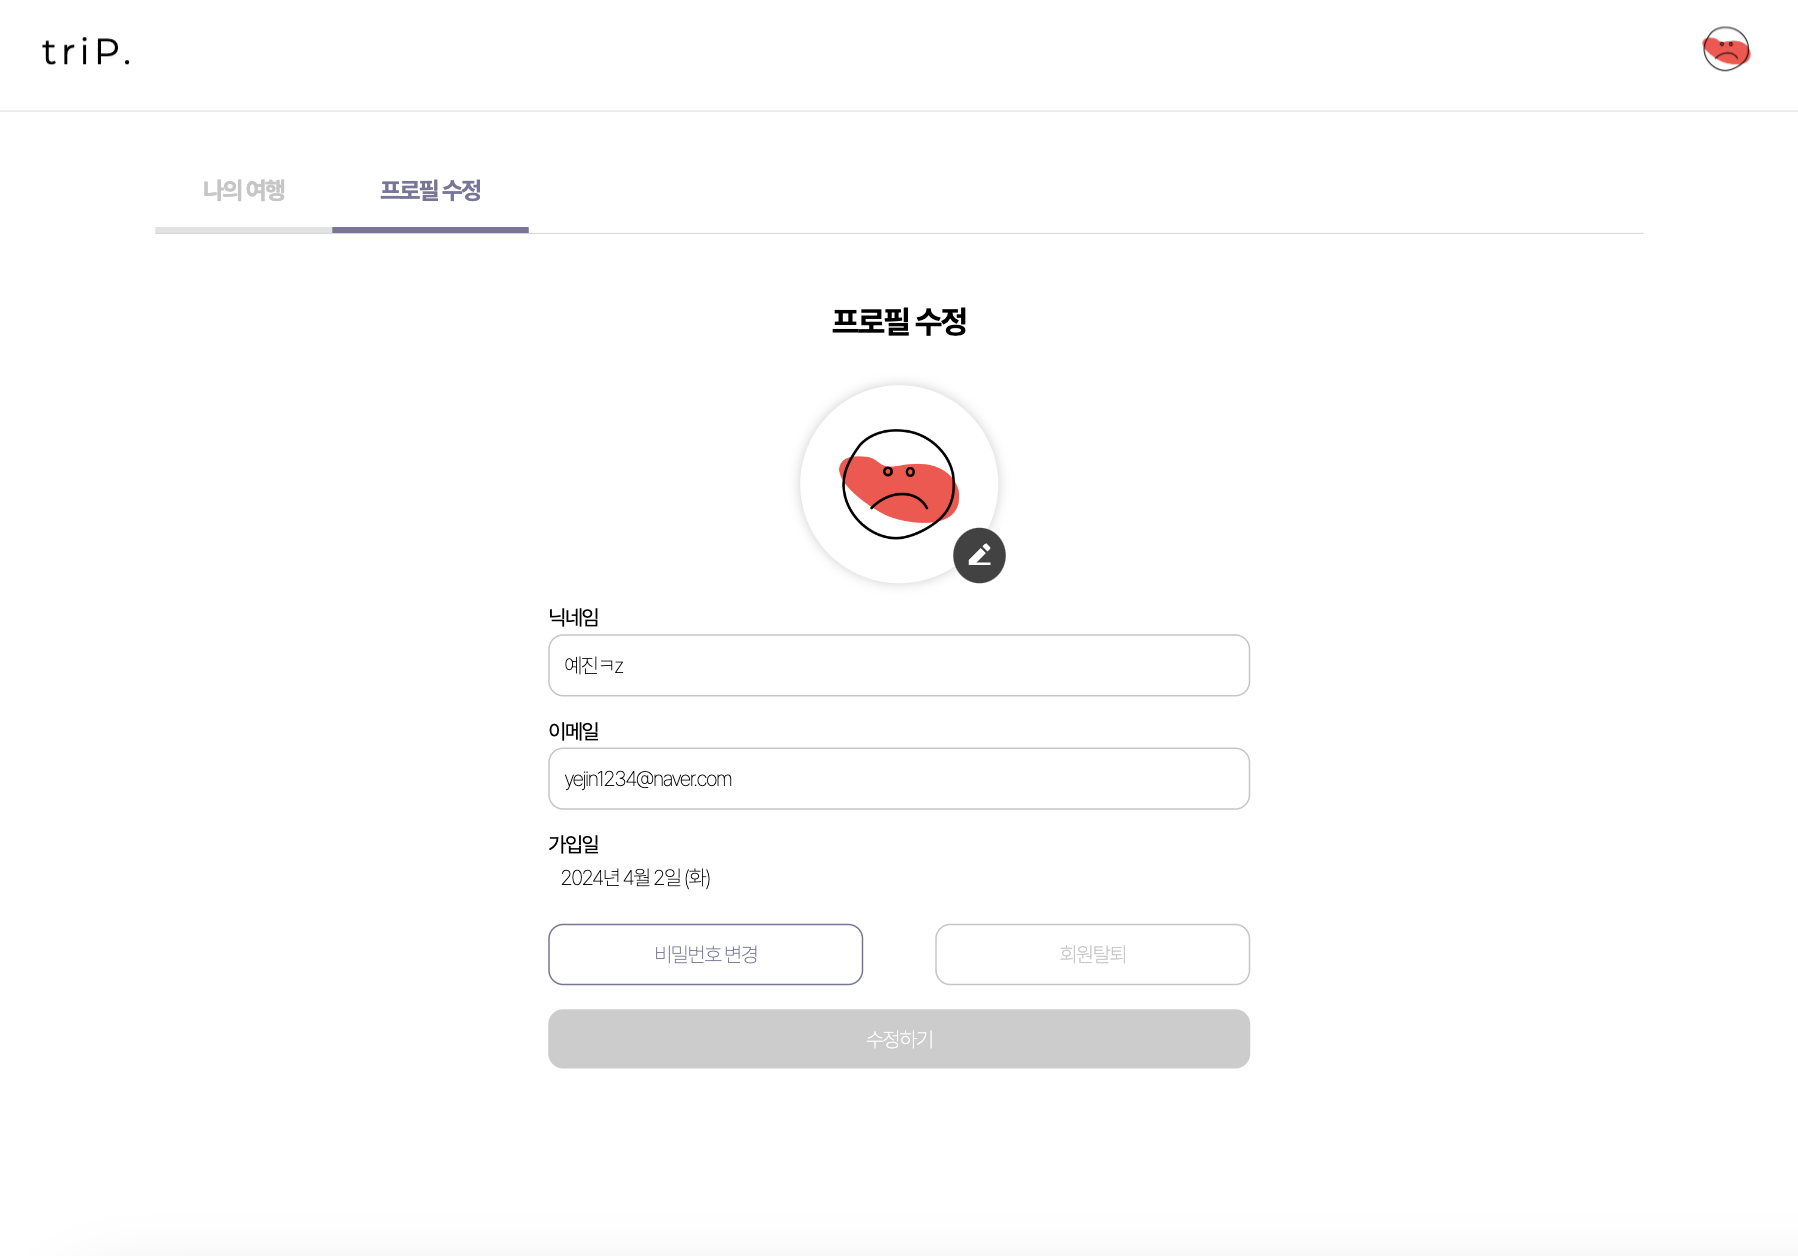 triP.
나의 여행
프로필 수정
프로필 수정
닉네임
예진ㅋz
이메일
yejin1234@naver.com
가입일
2024년 4월 2일 (화)
비밀번호 변경
회원탈퇴
수정하기